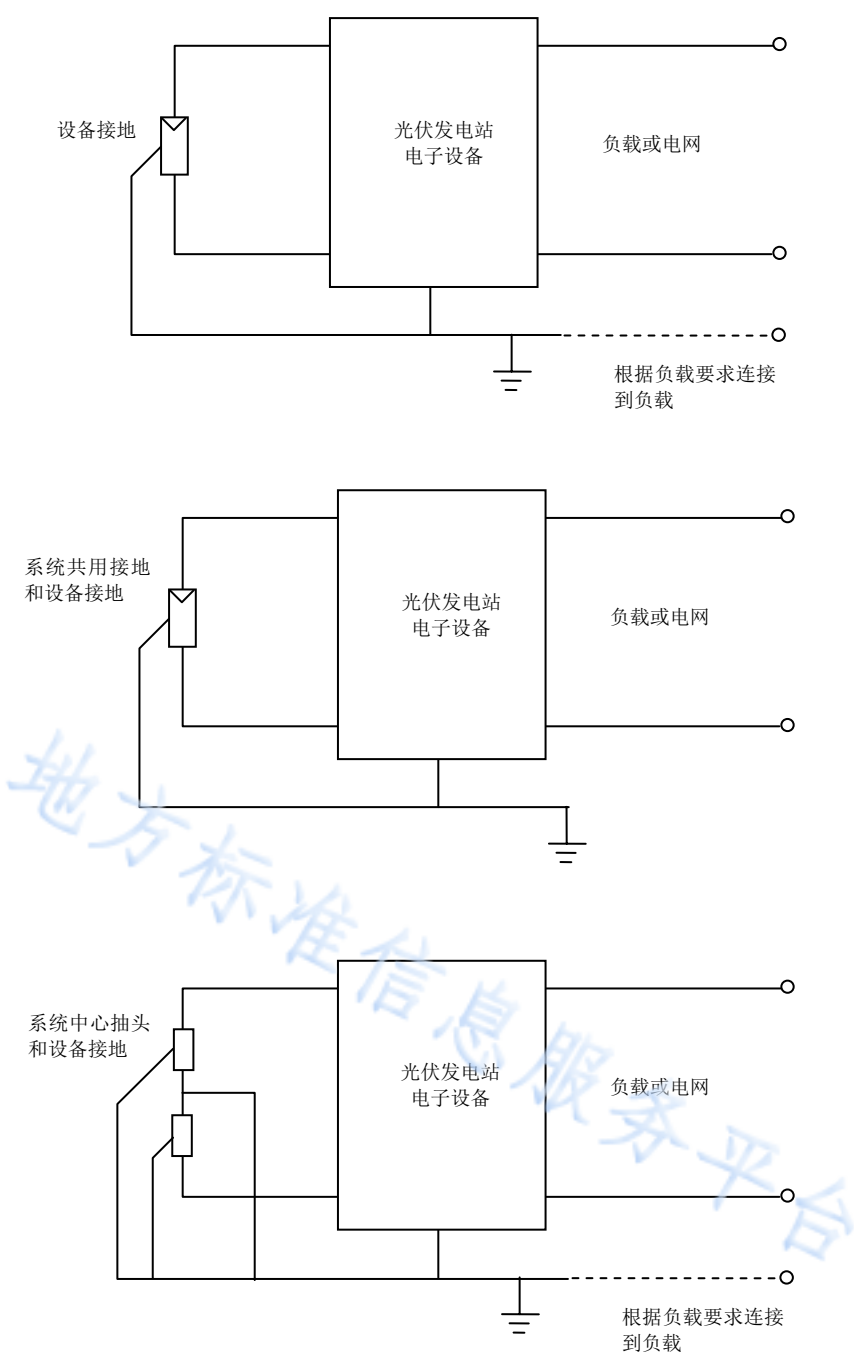 设备接地
光伏发电站
电子设备
负载或电网
根据负载要求连接
到负载
系统共用接地
和设备接地
光伏发电站
电子设备
负载或电网
系统中心抽头
和设备接地
光伏发电站
电子设备
负载或电网
根据负载要求连接
到负载
地方标准信息服务平台